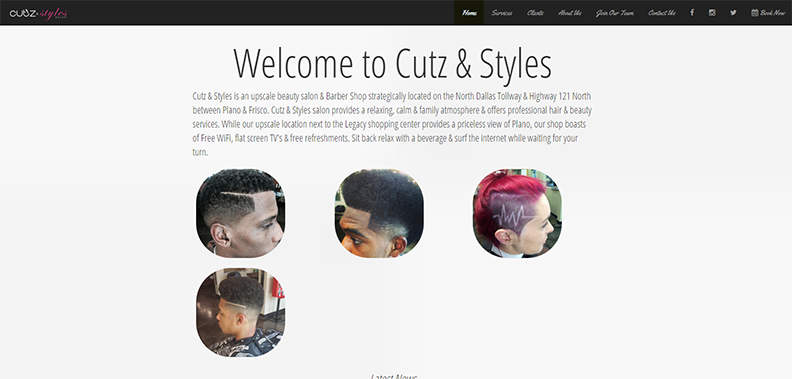 CUTZ & styles
Home Services Clients About Us Join Our Team Contact Us Book Now
Welcome to Cutz & Styles
Cutz & Styles is an upscale beauty salon & Barber Shop strategically located on the North Dallas Tollway & Highway 121 North
between Plano & Frisco. Cutz & Styles salon provides a relaxing, calm & family atmosphere & offers professional hair & beauty
services. While our upscale location next to the Legacy shopping center provides a priceless view of Plano, our shop boasts
of Free WiFi, flat screen TV's & free refreshments. Sit back relax with a beverage & surf the internet while waiting for your
turn.
Latest News